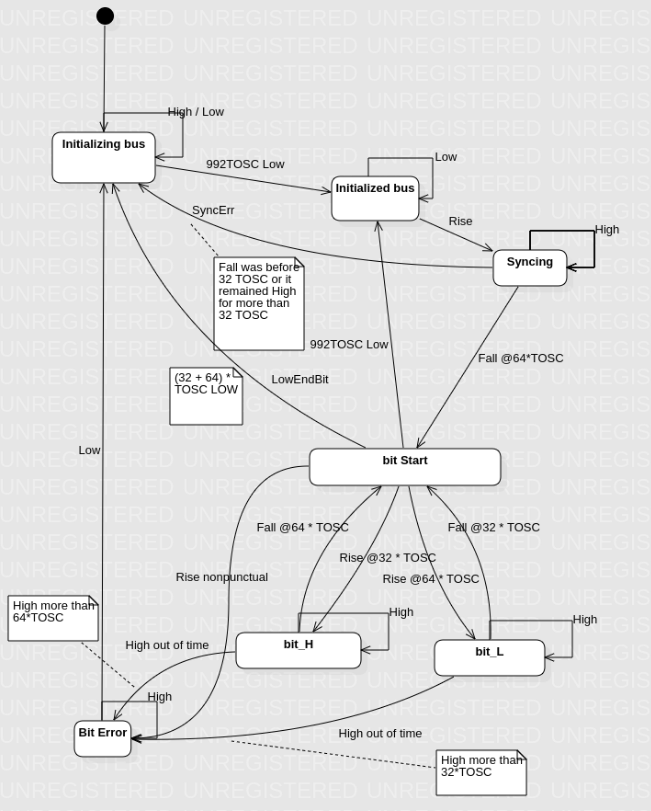 UNREGISTERED UNREGISTERED UNREGISTERED UNREGISTERED
High / Low
Initializing bus
992TOSC Low
Low
Initialized bus
SyncErr
Rise
High
Syncing
Fall was before
32 TOSC or it
remained High
for more than
32 TOSC
992TOSC Low
Fall @64*TOSC
(32 + 64) *
TOSC LOW
LowEndBit
Low
bit Start
Fall @64 * TOSC
Fall @32 * TOSC
Rise @32 * TOSC
Rise @64 * TOSC
Rise nonpunctual
High more than
64*TOSC
High
High
High out of time
bit_H
bit_L
High
Bit Error
High out of time
High more than
32*TOSC